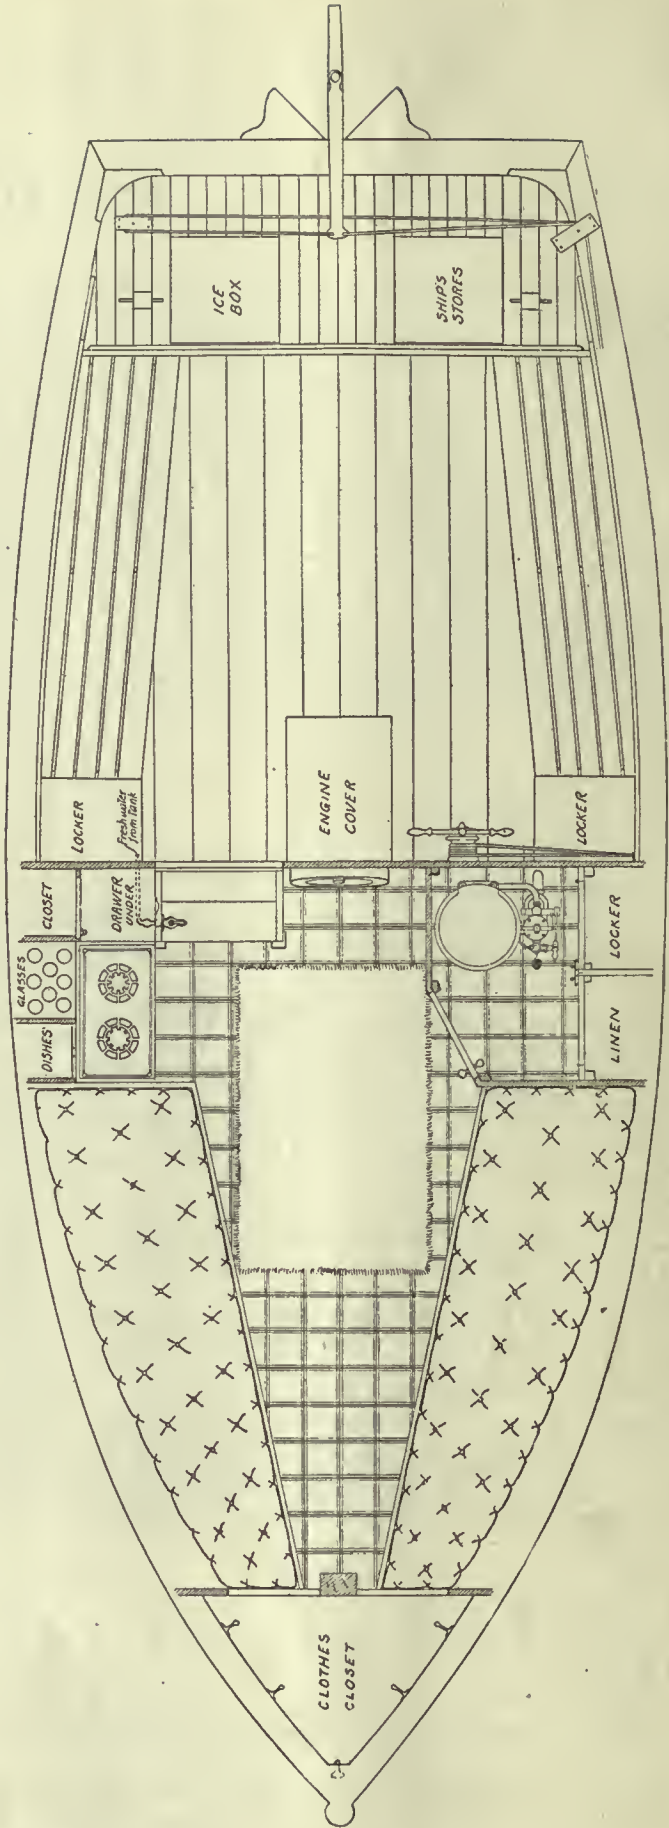 ICE
BOX
SHIP'S
STORES
LOCKER
Fresh water
from Tank
ENGINE
COVER
LOCKER
CLOSET
DRAWER
UNDER
GLASSES
DISHES
LOCKER
LINEN
CLOTHES
CLOSET